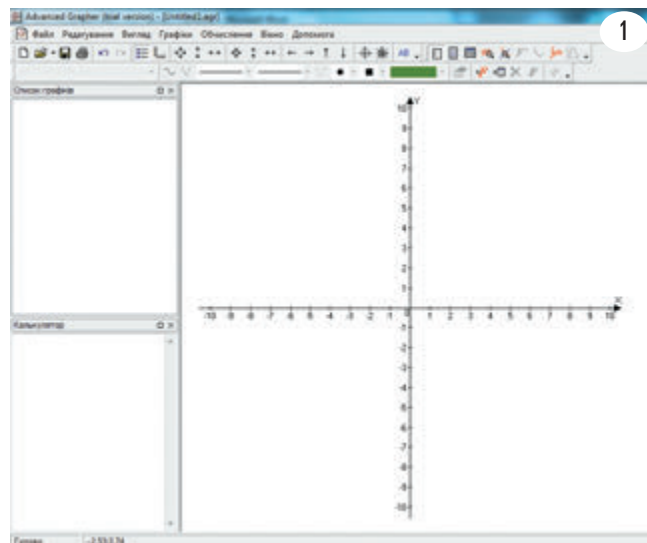 Advanced Grapher (trial version) - [Untitled1.agr]
1
Файл Редагування Вигляд Графіки Обчислення Вікно Допомога
Список графіків
Калькулятор
Y
10
9
8
7
6
5
4
3
2
1
X
-10 -9 -8 -7 -6 -5 -4 -3 -2 -1 0 1 2 3 4 5 6 7 8 9 10
-1
-2
-3
-4
-5
-6
-7
-8
-9
-10
Готово